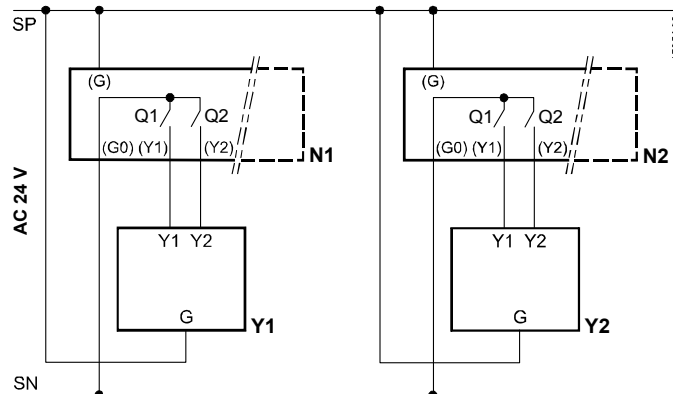 SP
(G)
(G)
Q1 Q2
Q1 Q2
(G0) (Y1) (Y2) N1
(G0) (Y1) (Y2) N2
AC 24 V
Y1 Y2
Y1 Y2
G Y1
G Y2
SN